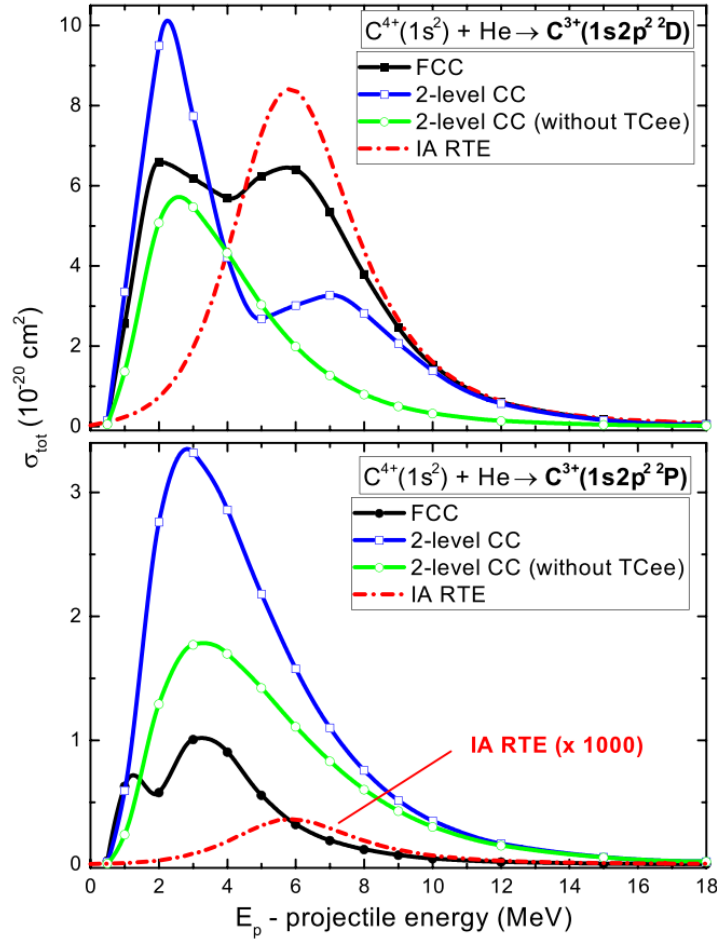 C⁴⁺(1s²) + He → C³⁺(1s2p² ²D)
FCC
2-level CC
2-level CC (without TCee)
IA RTE
10
8
6
4
2
0
σtot (10⁻²⁰ cm²)
C⁴⁺(1s²) + He → C³⁺(1s2p² ²P)
FCC
2-level CC
2-level CC (without TCee)
IA RTE
3
2
1
0
IA RTE (x 1000)
0 2 4 6 8 10 12 14 16 18
Eₚ - projectile energy (MeV)